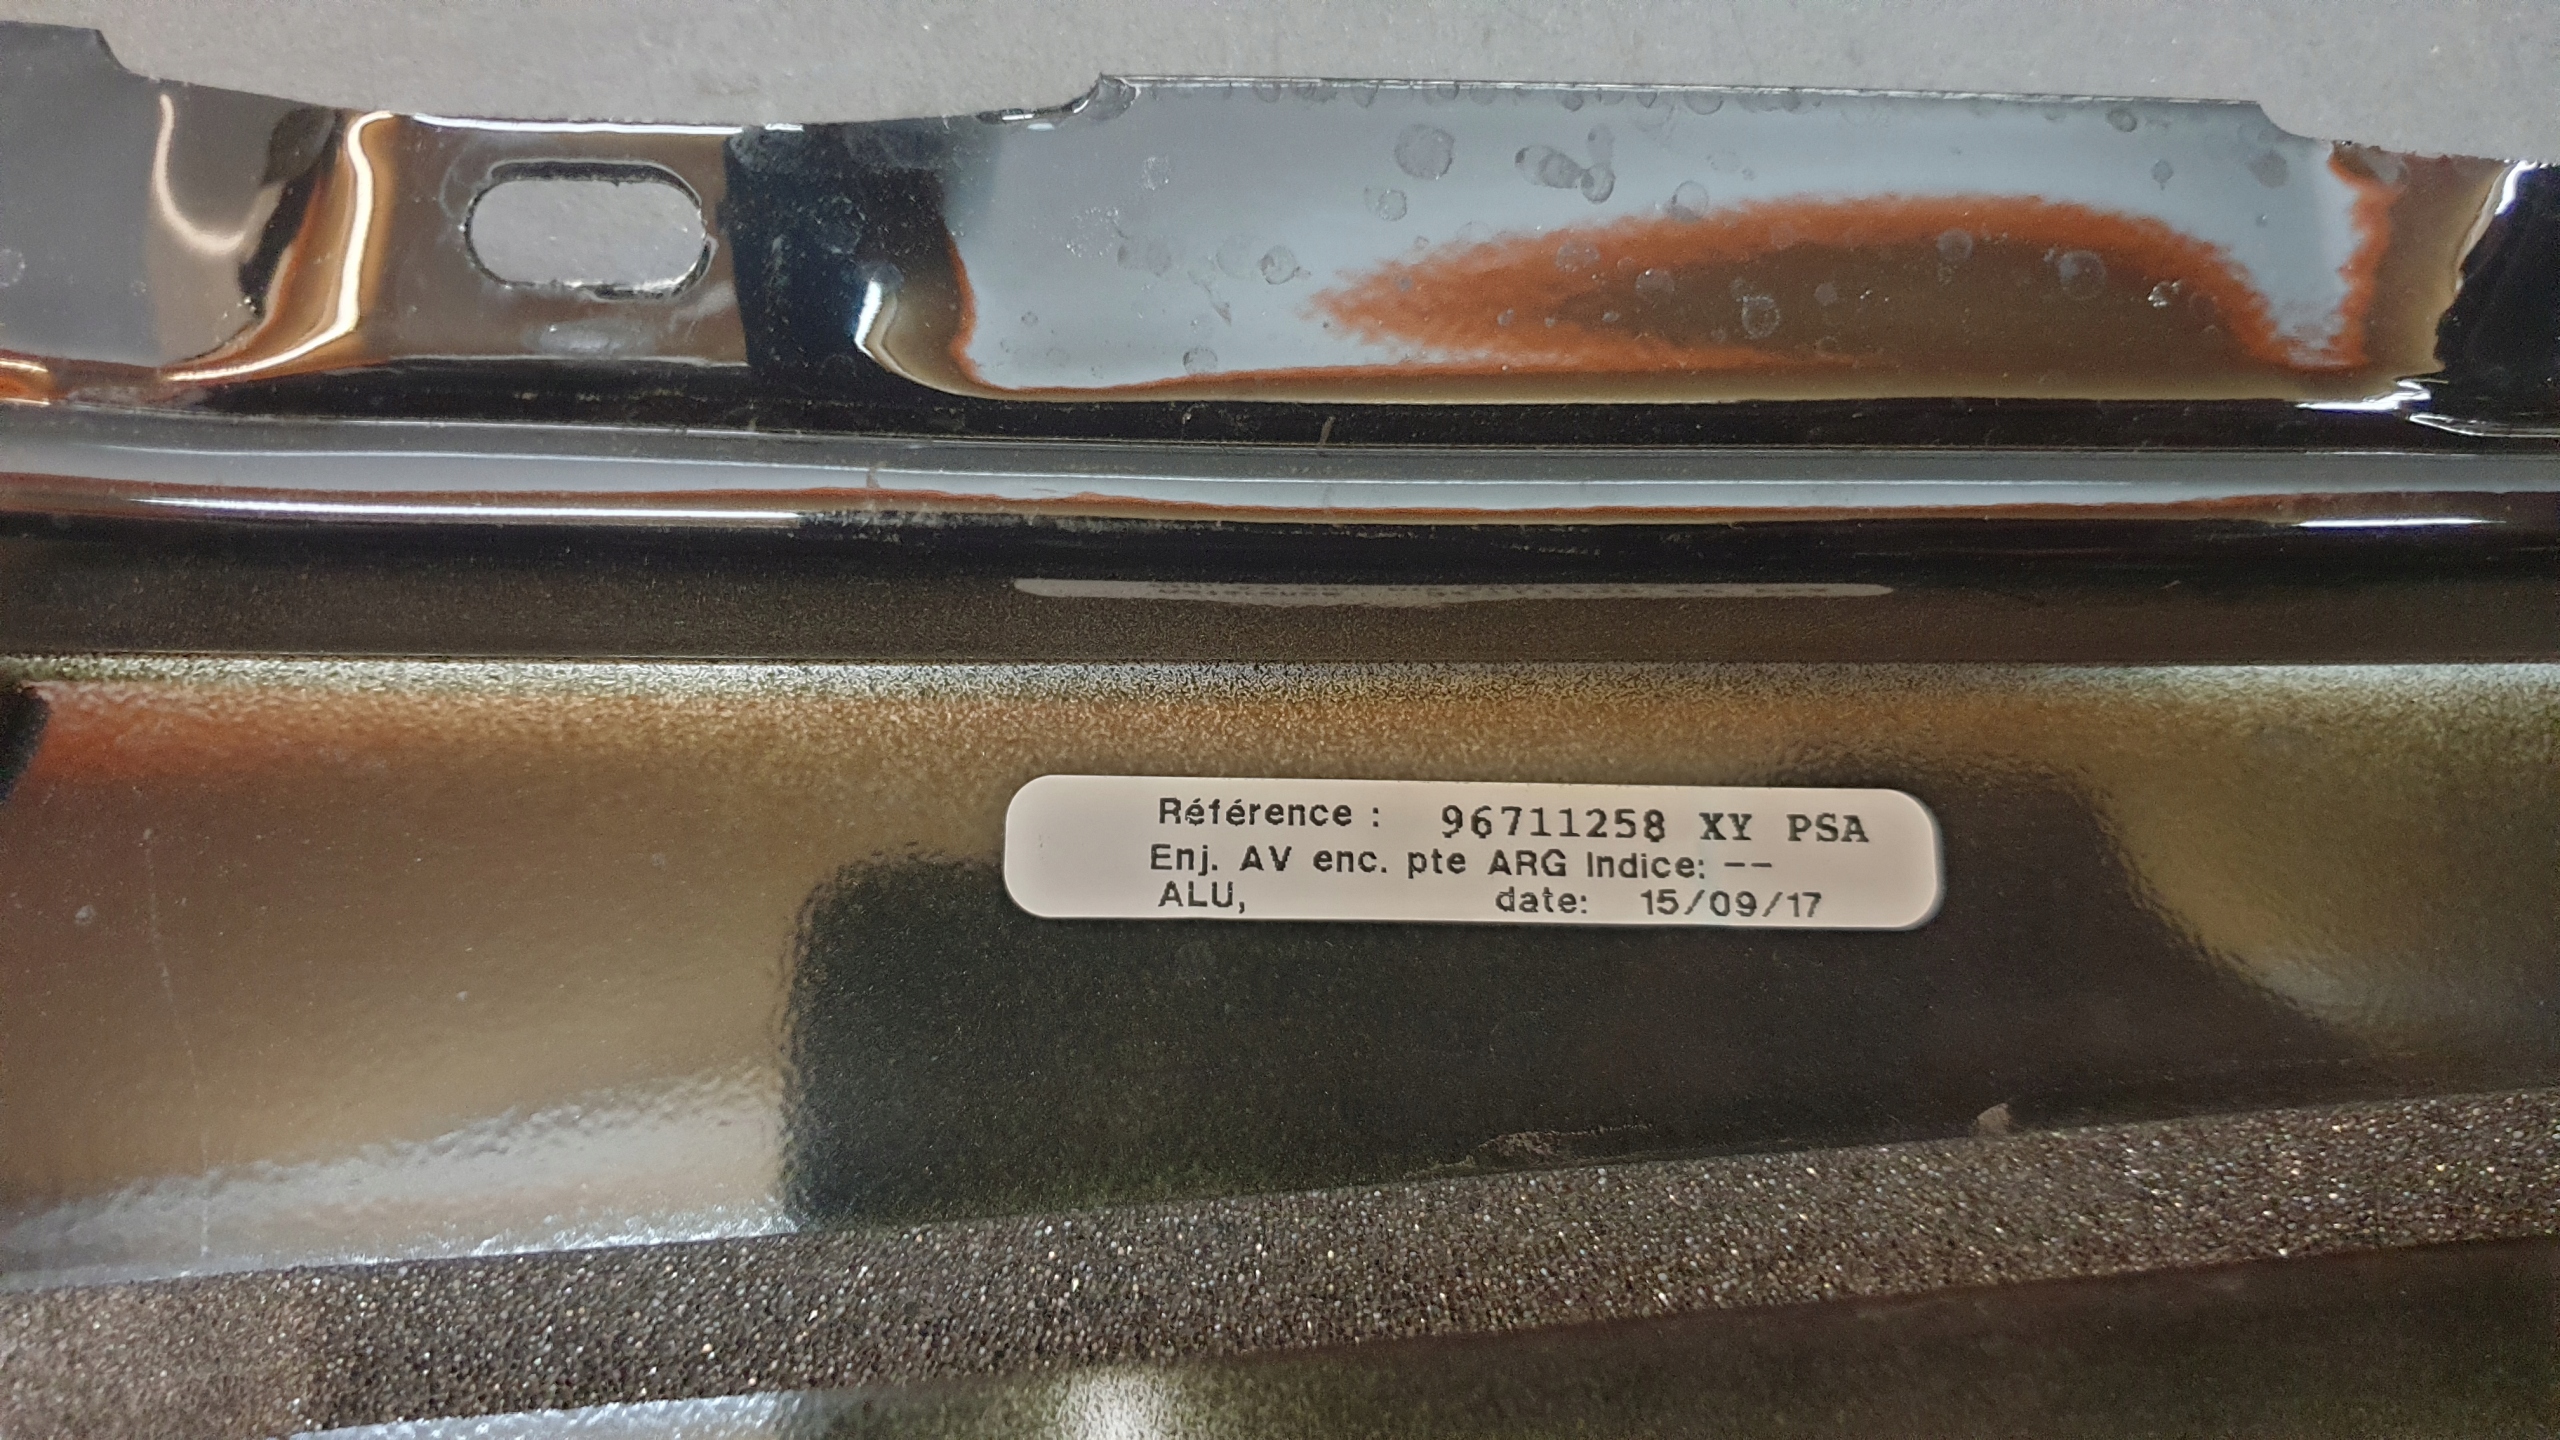 Référence : 96711258 XY PSA
Enj. AV enc. pte ARG Indice: --
ALU, date: 15/09/17